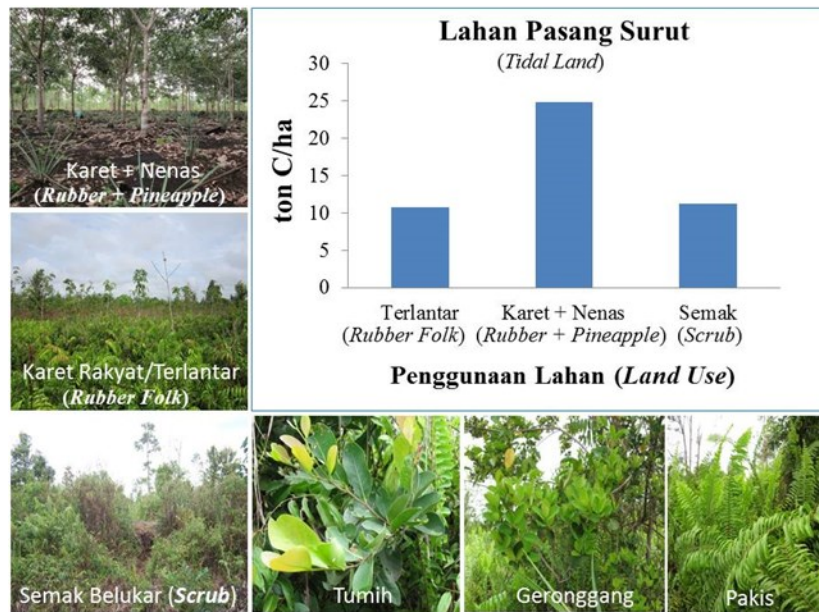 Karet + Nenas
(Rubber + Pineapple)
Karet Rakyat/Terlantar
(Rubber Folk)
Lahan Pasang Surut
(Tidal Land)
ton C/ha
30
25
20
15
10
5
0
Terlantar
(Rubber Folk)
Karet + Nenas
(Rubber + Pineapple)
Semak
(Scrub)
Penggunaan Lahan (Land Use)
Semak Belukar (Scrub)
Tumih
Geronggang
Pakis